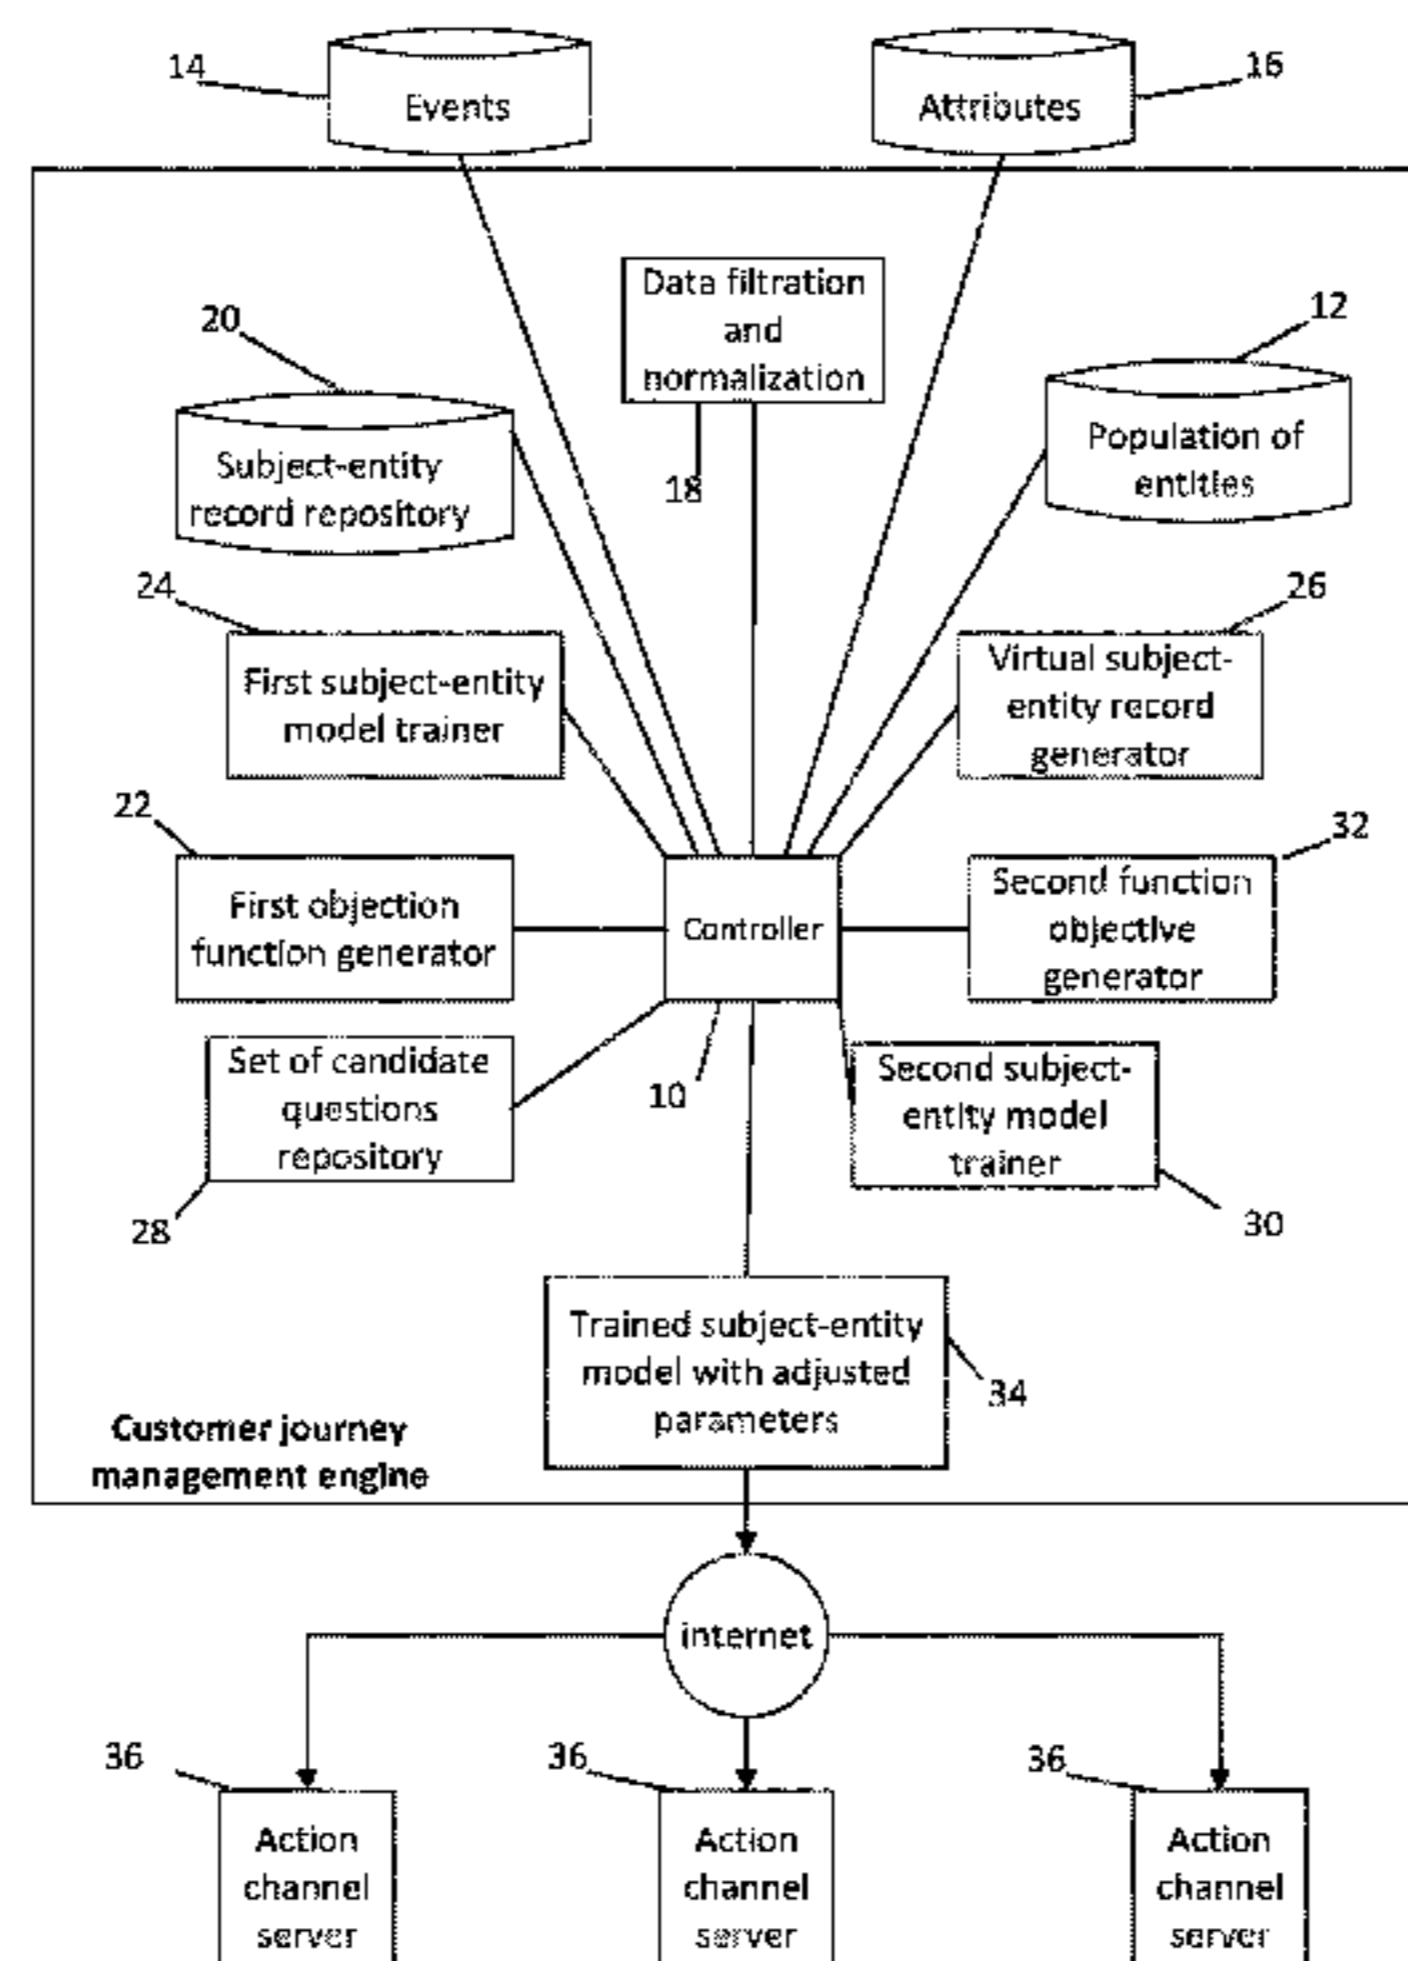 14
Events
Attributes
16
Data filtration
and
normalization
18
20
Subject-entity
record repository
12
Population of
entities
24
First subject-entity
model trainer
26
Virtual subject-
entity record
generator
22
First objection
function generator
Controller
10
32
Second function
objective
generator
Set of candidate
questions
repository
28
Second subject-
entity model
trainer
30
Trained subject-entity
model with adjusted
parameters
34
Customer journey
management engine
internet
36
Action
channel
server
36
Action
channel
server
36
Action
channel
server